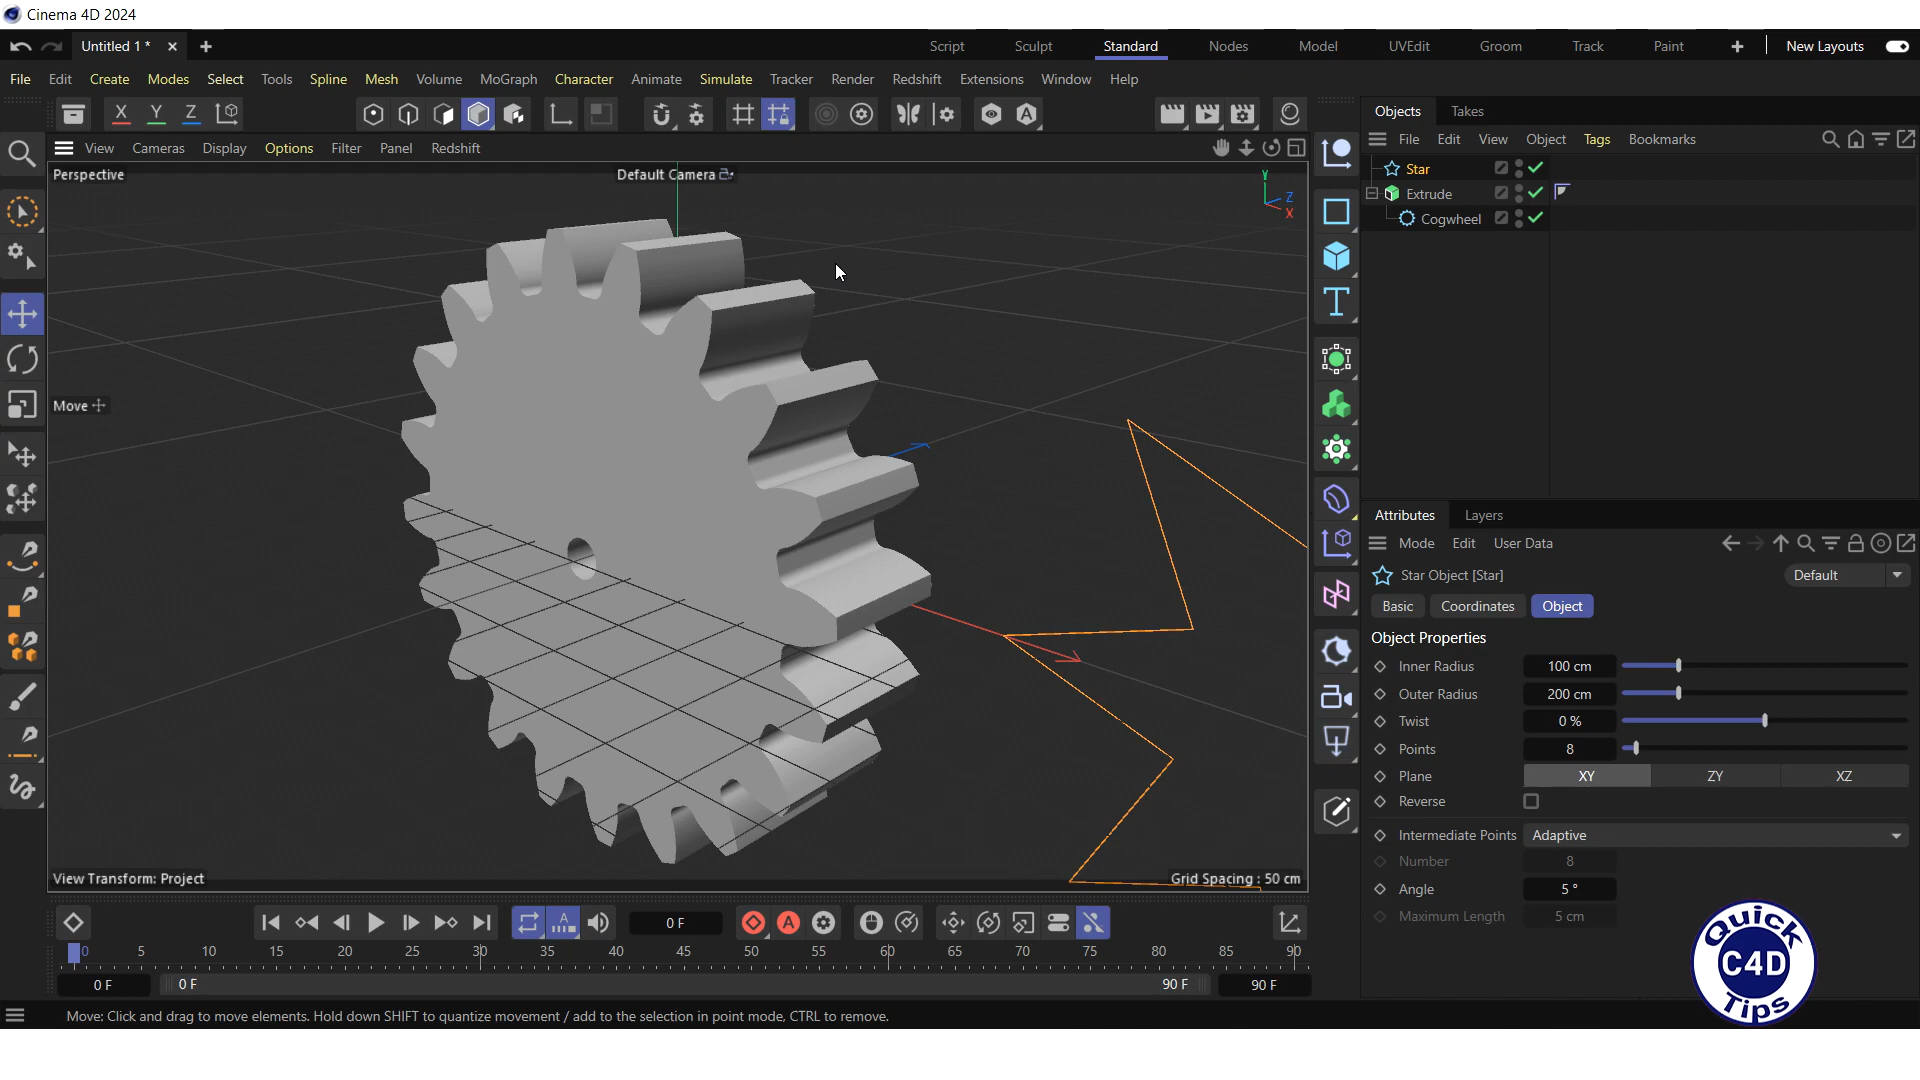 Cinema 4D 2024
Untitled 1 *
Script Sculpt Standard Nodes Model UVEdit Groom Track Paint New Layouts
File Edit Create Modes Select Tools Spline Mesh Volume MoGraph Character Animate Simulate Tracker Render Redshift Extensions Window Help
X Y Z
View Cameras Display Options Filter Panel Redshift
Perspective
Default Camera
Y
Z
X
Move
View Transform: Project
Grid Spacing : 50 cm
Objects Takes
File Edit View Object Tags Bookmarks
Star
Extrude
Cogwheel
Attributes Layers
Mode Edit User Data
Star Object [Star]
Default
Basic Coordinates Object
Object Properties
Inner Radius 100 cm
Outer Radius 200 cm
Twist 0 %
Points 8
Plane XY ZY XZ
Reverse
Intermediate Points Adaptive
Number 8
Angle 5 °
Maximum Length 5 cm
0 F
0 5 10 15 20 25 30 35 40 45 50 55 60 65 70 75 80 85 90
0 F 0 F 90 F 90 F
Move: Click and drag to move elements. Hold down SHIFT to quantize movement / add to the selection in point mode, CTRL to remove.
Quick
C4D
Tips